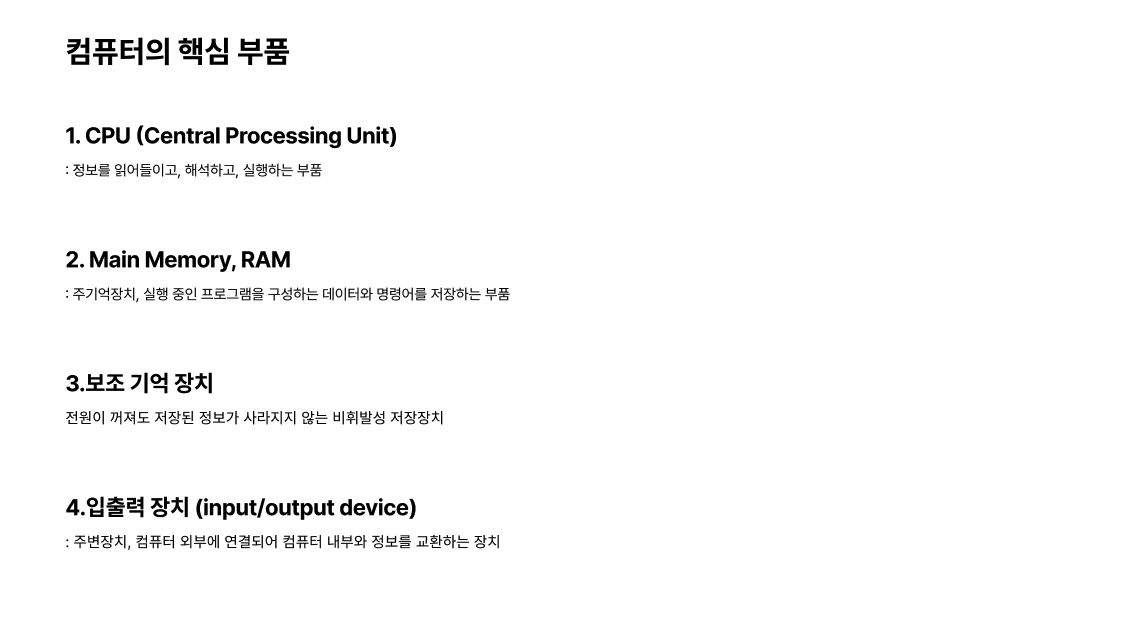 컴퓨터의 핵심 부품
1. CPU (Central Processing Unit)
: 정보를 읽어들이고, 해석하고, 실행하는 부품
2. Main Memory, RAM
: 주기억장치, 실행 중인 프로그램을 구성하는 데이터와 명령어를 저장하는 부품
3.보조 기억 장치
전원이 꺼져도 저장된 정보가 사라지지 않는 비휘발성 저장장치
4.입출력 장치 (input/output device)
: 주변장치, 컴퓨터 외부에 연결되어 컴퓨터 내부와 정보를 교환하는 장치